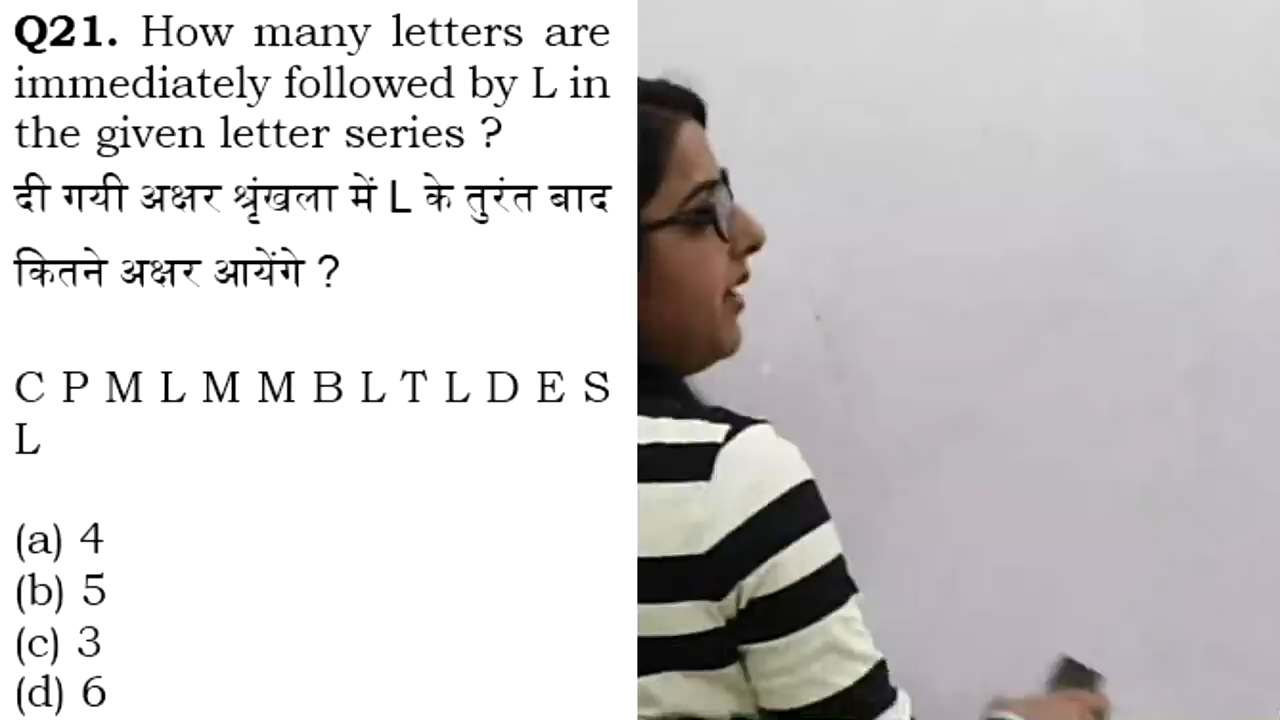 Q21. How many letters are
immediately followed by L in
the given letter series ?
दी गयी अक्षर श्रृंखला में L के तुरंत बाद
कितने अक्षर आयेंगे ?
C P M L M M B L T L D E S
L
(a) 4
(b) 5
(c) 3
(d) 6